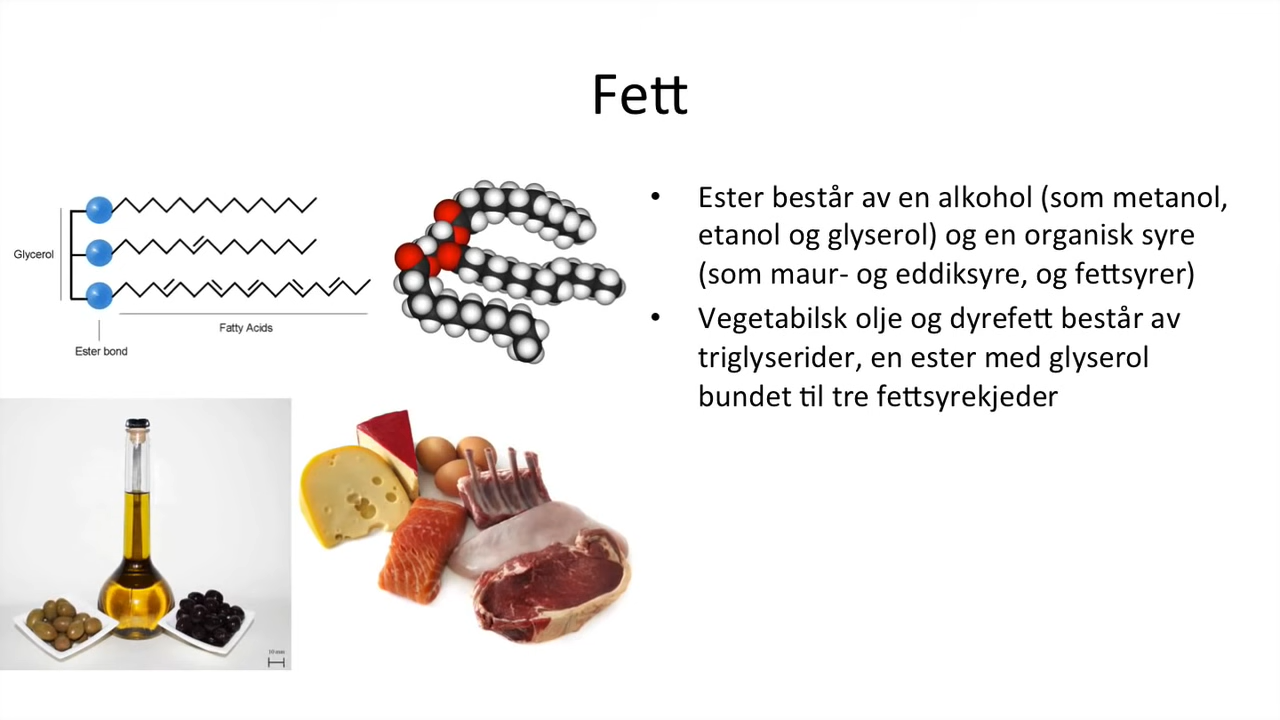 Fett
Glycerol
Fatty Acids
Ester bond
10 mm
• Ester består av en alkohol (som metanol,
etanol og glyserol) og en organisk syre
(som maur- og eddiksyre, og fettsyrer)
• Vegetabilsk olje og dyrefett består av
triglyserider, en ester med glyserol
bundet til tre fettsyrekjeder